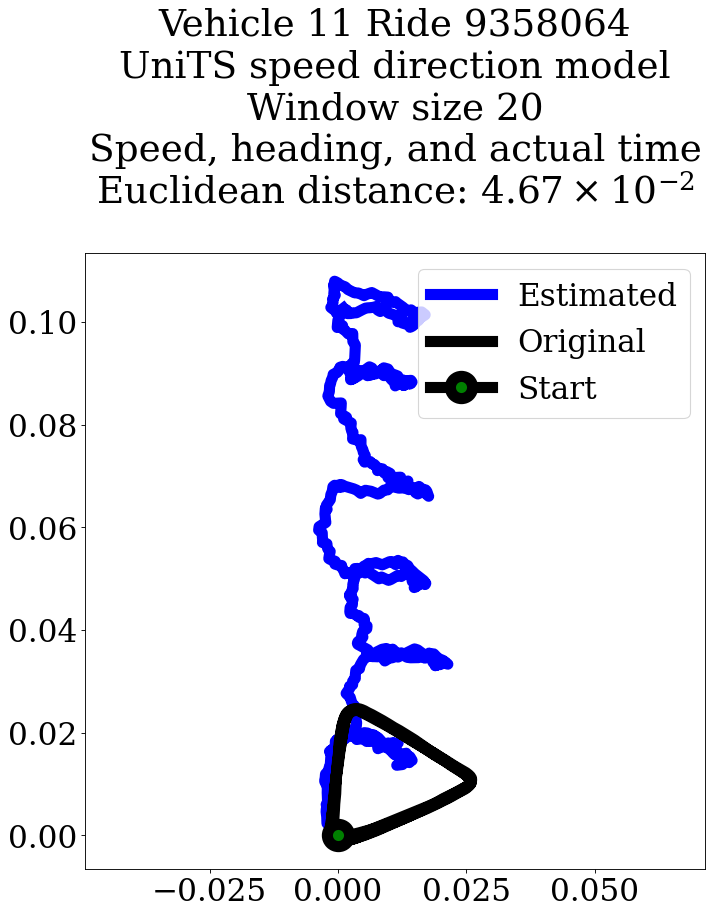 Vehicle 11 Ride 9358064
UniTS speed direction model
Window size 20
Speed, heading, and actual time
Euclidean distance: 4.67 × 10⁻²
Estimated
Original
Start
0.10
0.08
0.06
0.04
0.02
0.00
−0.025 0.000 0.025 0.050